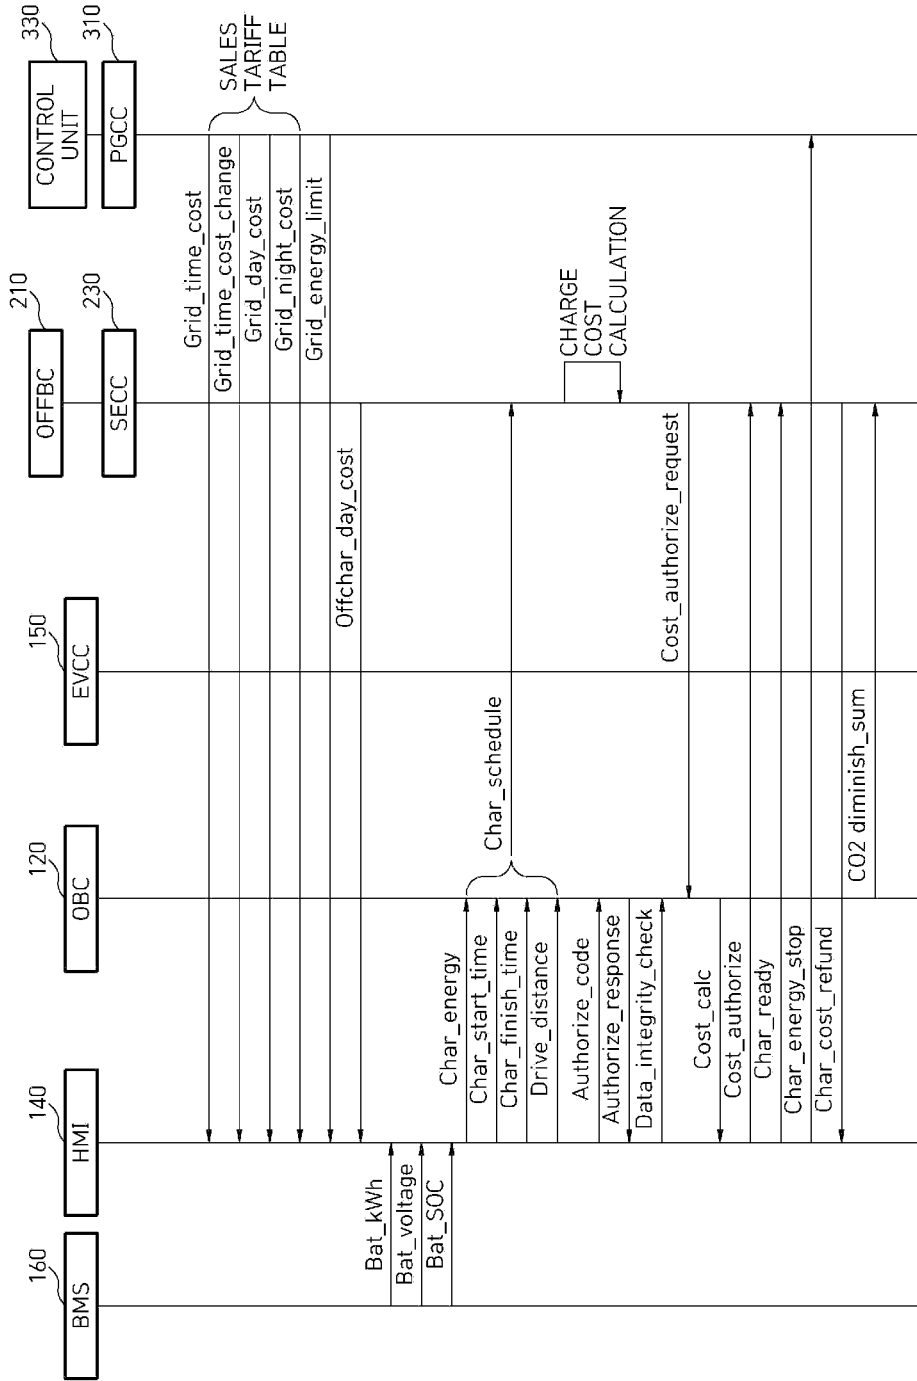 160
BMS
140
HMI
120
OBC
150
EVCC
210
OFFBC
230
SECC
330
CONTROL
UNIT
310
PGCC
Grid_time_cost
Grid_time_cost_change
Grid_day_cost
Grid_night_cost
Grid_energy_limit
SALES
TARIFF
TABLE
Offchar_day_cost
Bat_kWh
Bat_voltage
Bat_SOC
Char_energy
Char_start_time
Char_finish_time
Drive_distance
Char_schedule
CHARGE
COST
CALCULATION
Authorize_code
Authorize_response
Data_integrity_check
Cost_authorize_request
Cost_calc
Cost_authorize
Char_ready
Char_energy_stop
Char_cost_refund
CO2 diminish_sum